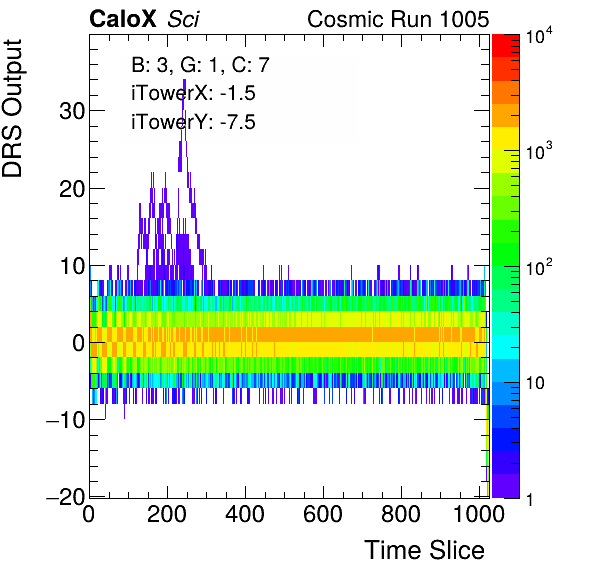 CaloX Sci Cosmic Run 1005
B: 3, G: 1, C: 7
iTowerX: -1.5
iTowerY: -7.5
DRS Output
30
20
10
0
−10
−20
0 200 400 600 800 1000
Time Slice
10^4
10^3
10^2
10
1